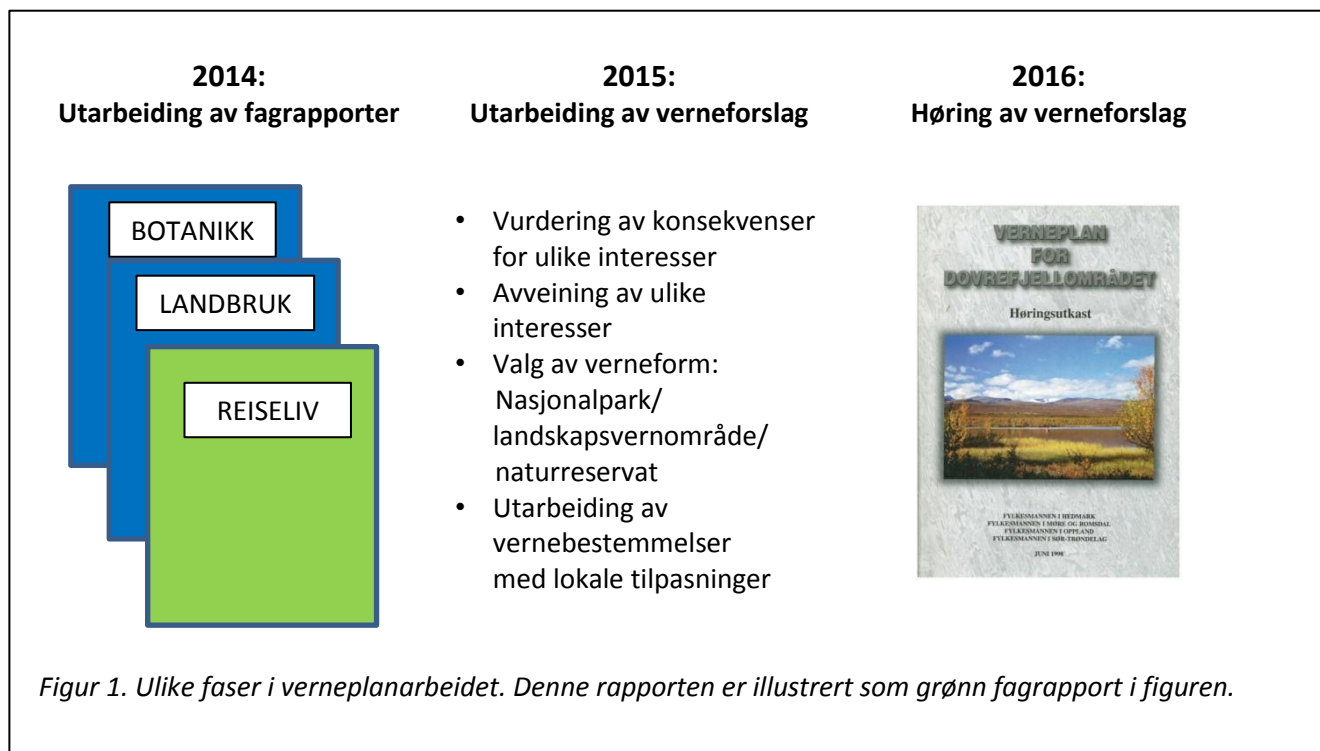 2014:
Utarbeiding av fagrapporter
BOTANIKK
LANDBRUK
REISELIV
2015:
Utarbeiding av verneforslag
• Vurdering av konsekvenser
for ulike interesser
• Avveining av ulike
interesser
• Valg av verneform:
Nasjonalpark/
landskapsvernområde/
naturreservat
• Utarbeiding av
vernebestemmelser
med lokale tilpasninger
2016:
Høring av verneforslag
VERNEPLAN
FOR
DOVREFJELLOMRÅDET
Høringsutkast
FYLKESMANNEN I HEDMARK
FYLKESMANNEN I MØRE OG ROMSDAL
FYLKESMANNEN I OPPLAND
FYLKESMANNEN I SØR-TRØNDELAG
JUNI 1998
Figur 1. Ulike faser i verneplanarbeidet. Denne rapporten er illustrert som grønn fagrapport i figuren.